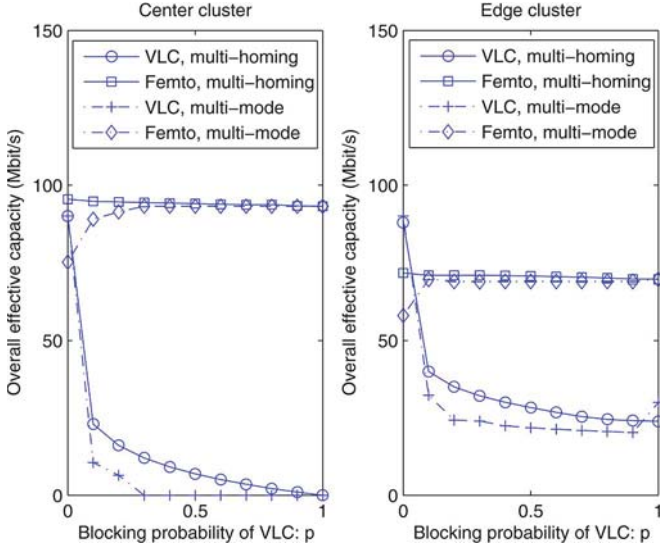 Center cluster
150
100
50
0
0
0.5
1
Overall effective capacity (Mbit/s)
Blocking probability of VLC: p
VLC, multi−homing
Femto, multi−homing
VLC, multi−mode
Femto, multi−mode
Edge cluster
150
100
50
0
0
0.5
1
Overall effective capacity (Mbit/s)
Blocking probability of VLC: p
VLC, multi−homing
Femto, multi−homing
VLC, multi−mode
Femto, multi−mode